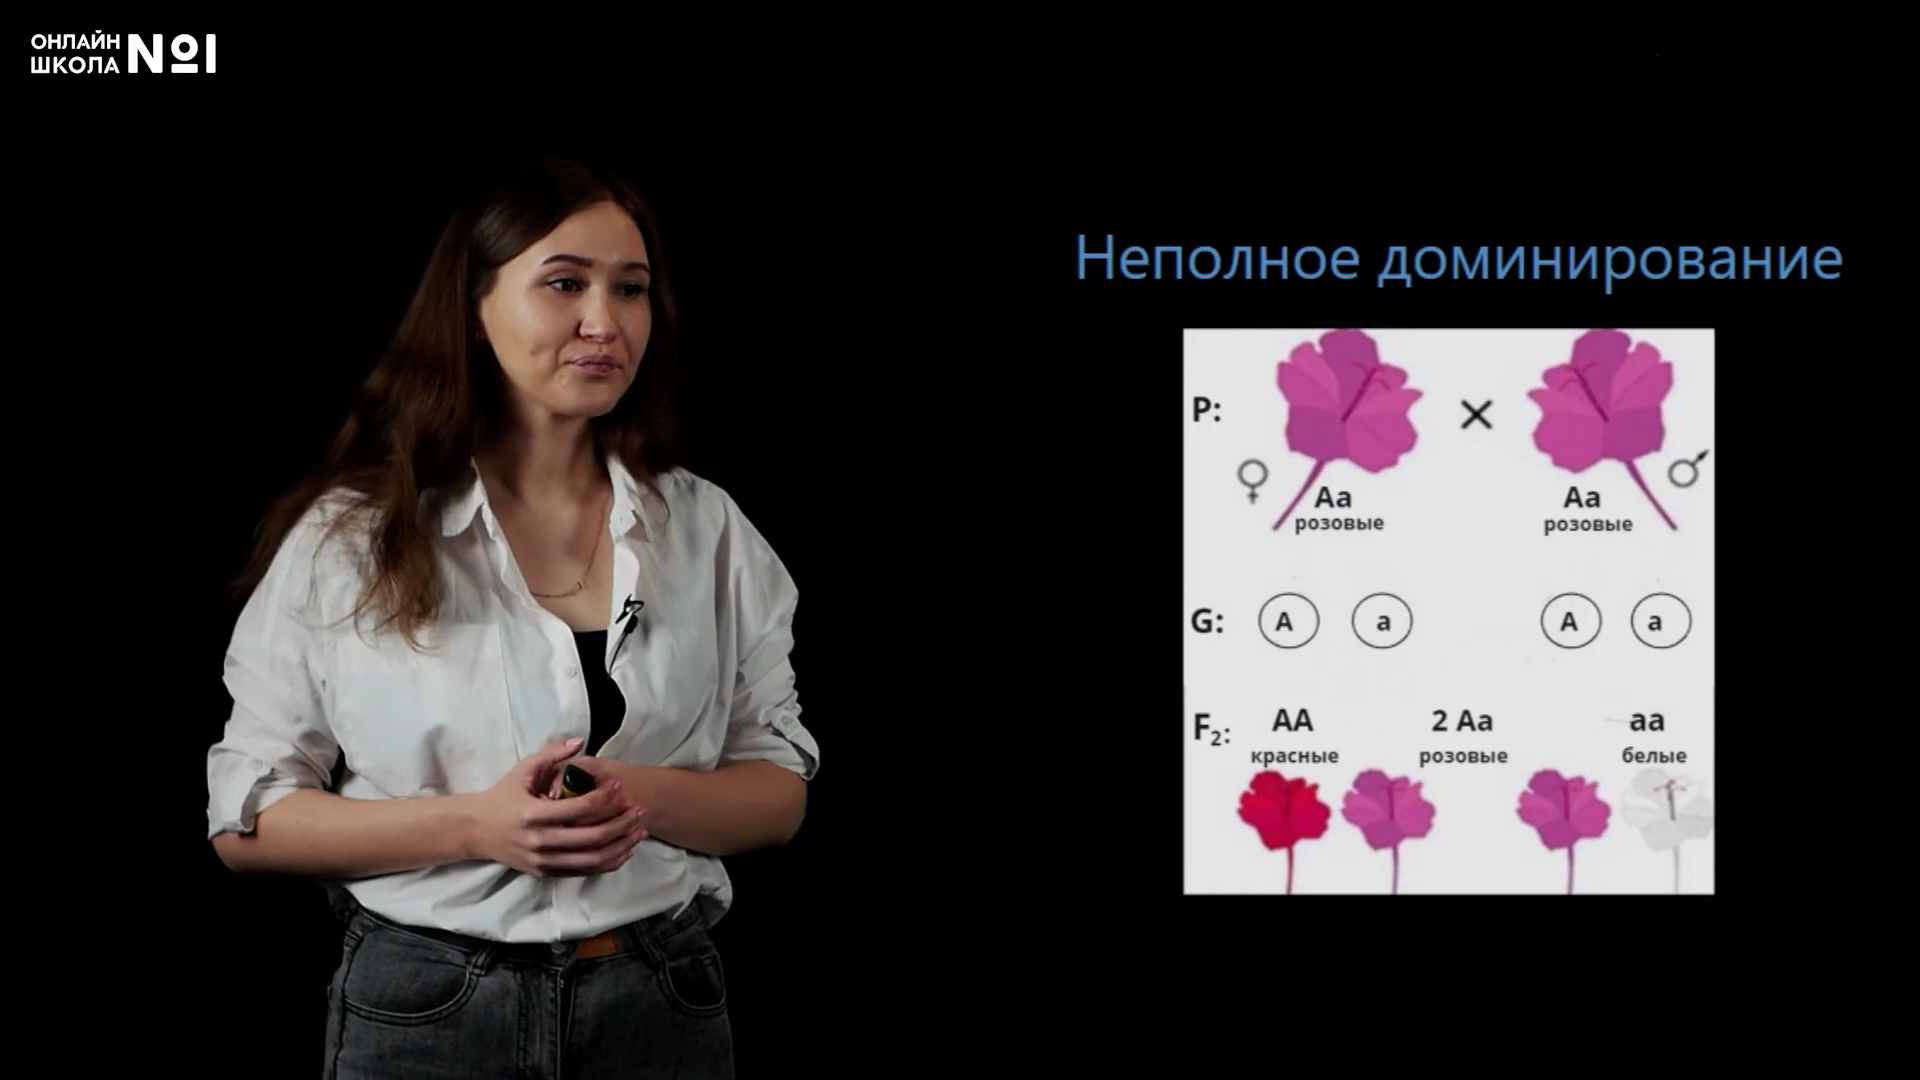 ОНЛАЙН
ШКОЛА №1
Неполное доминирование
P: ×
Aa Aa
розовые розовые
G: A a A a
F₂: AA 2 Aa aa
красные розовые белые